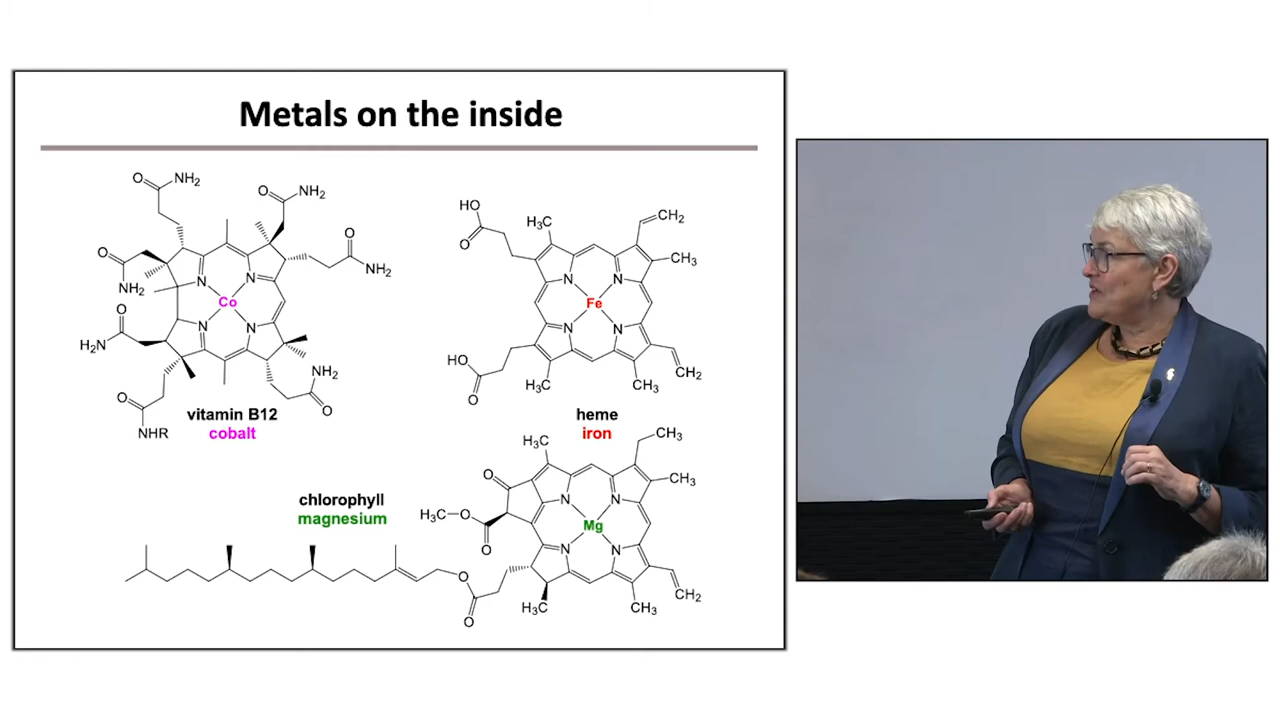 Metals on the inside
O
NH2
O
NH2
O
NH2
O
NH2
O
H2N
O
NHR
NH2
O
N
N
N
N
Co
vitamin B12
cobalt
HO
O
H3C
CH2
CH3
N
N
Fe
N
N
HO
O
H3C
CH3
CH2
heme
iron
chlorophyll
magnesium
H3C
CH3
CH3
O
H3C
O
O
N
N
Mg
N
N
O
O
H3C
CH3
CH2